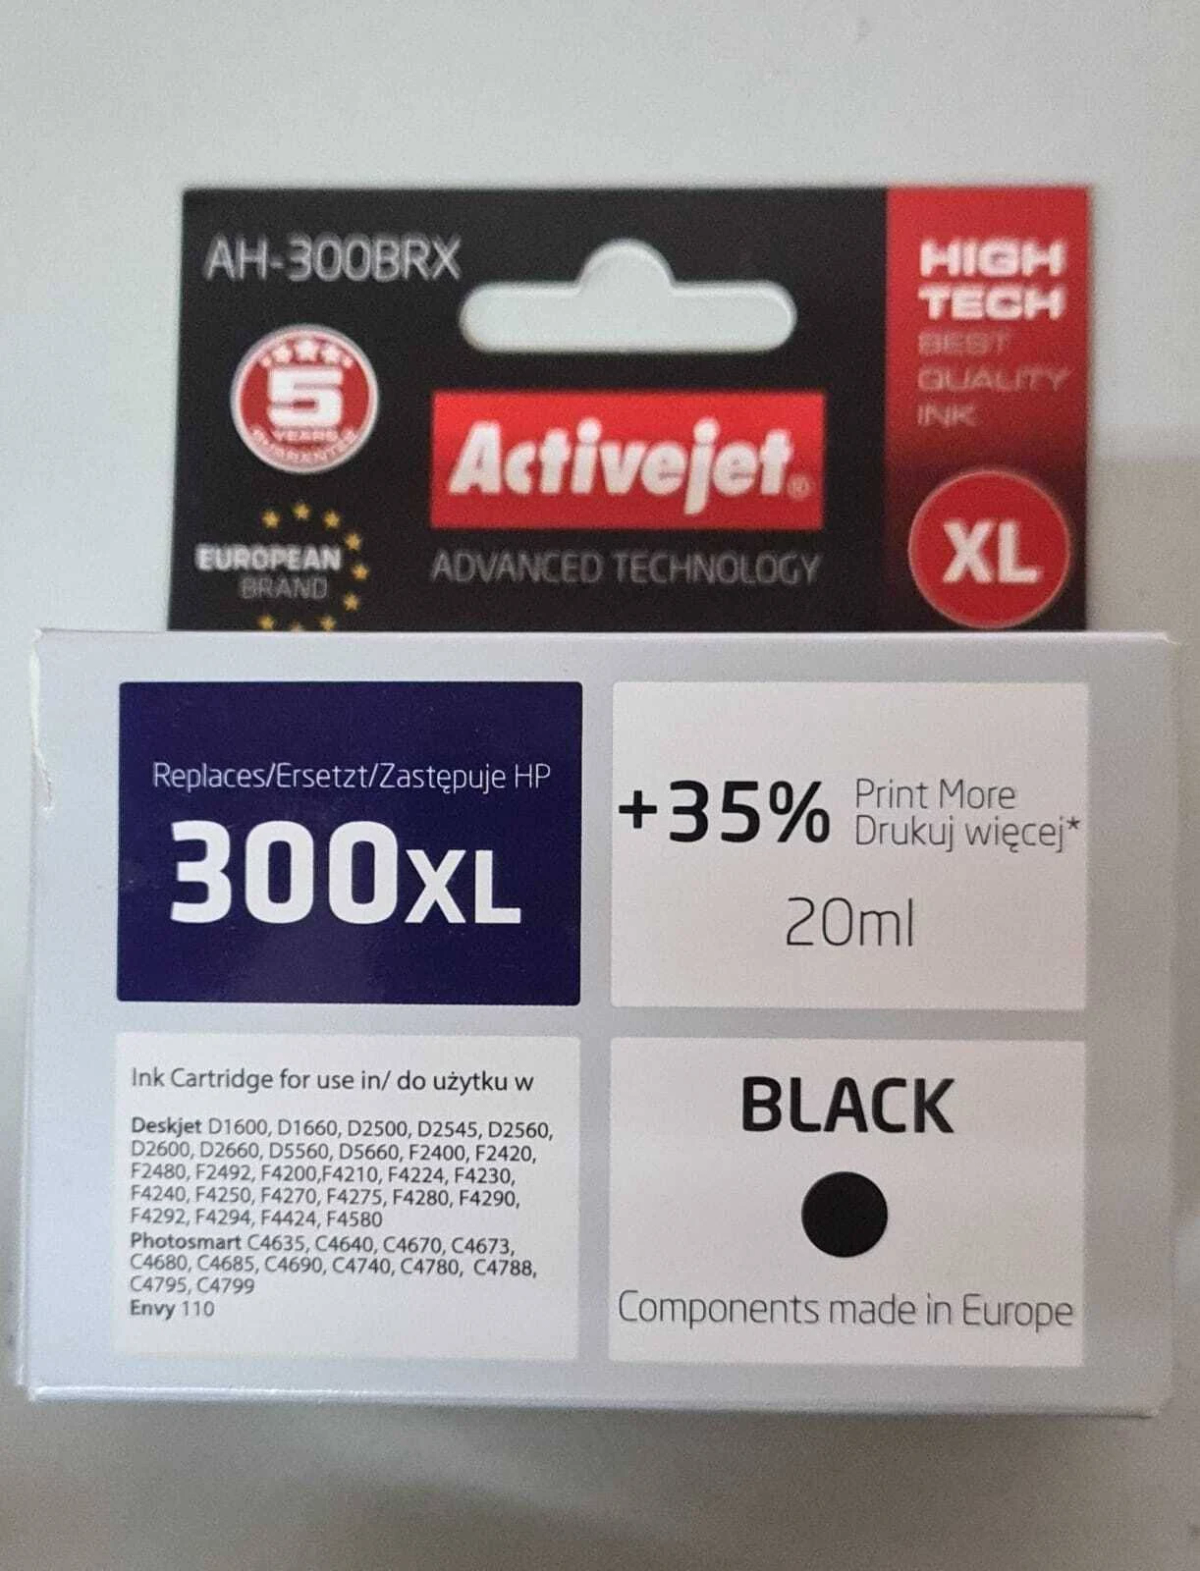 AH-300BRX
HIGH
TECH
BEST
QUALITY
INK
5
YEARS
GUARANTEE
Activejet®
EUROPEAN
BRAND
ADVANCED TECHNOLOGY
XL
Replaces/Ersetzt/Zastępuje HP
300XL
+35% Print More
Drukuj więcej*
20ml
Ink Cartridge for use in/ do użytku w
Deskjet D1600, D1660, D2500, D2545, D2560,
D2600, D2660, D5560, D5660, F2400, F2420,
F2480, F2492, F4200,F4210, F4224, F4230,
F4240, F4250, F4270, F4275, F4280, F4290,
F4292, F4294, F4424, F4580
Photosmart C4635, C4640, C4670, C4673,
C4680, C4685, C4690, C4740, C4780, C4788,
C4795, C4799
Envy 110
BLACK
Components made in Europe